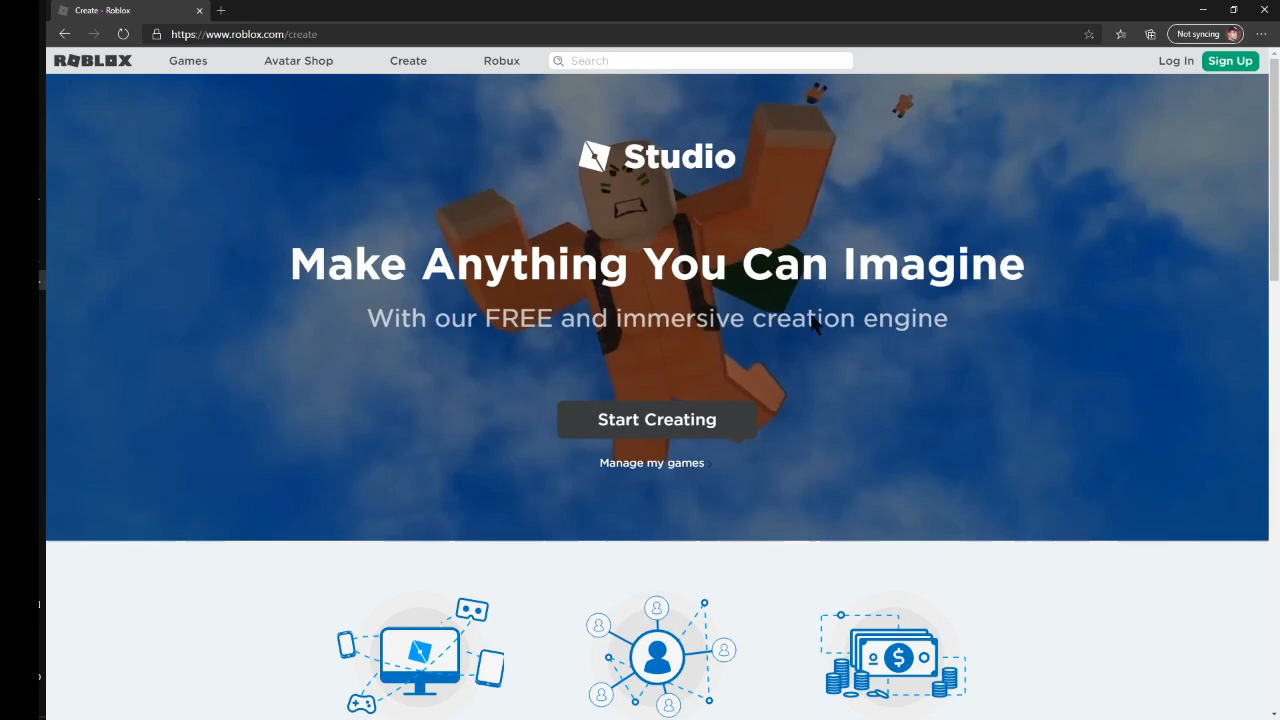 Create - Roblox
https://www.roblox.com/create
Not syncing
ROBLOX
Games
Avatar Shop
Create
Robux
Search
Log In
Sign Up
Studio
Make Anything You Can Imagine
With our FREE and immersive creation engine
Start Creating
Manage my games